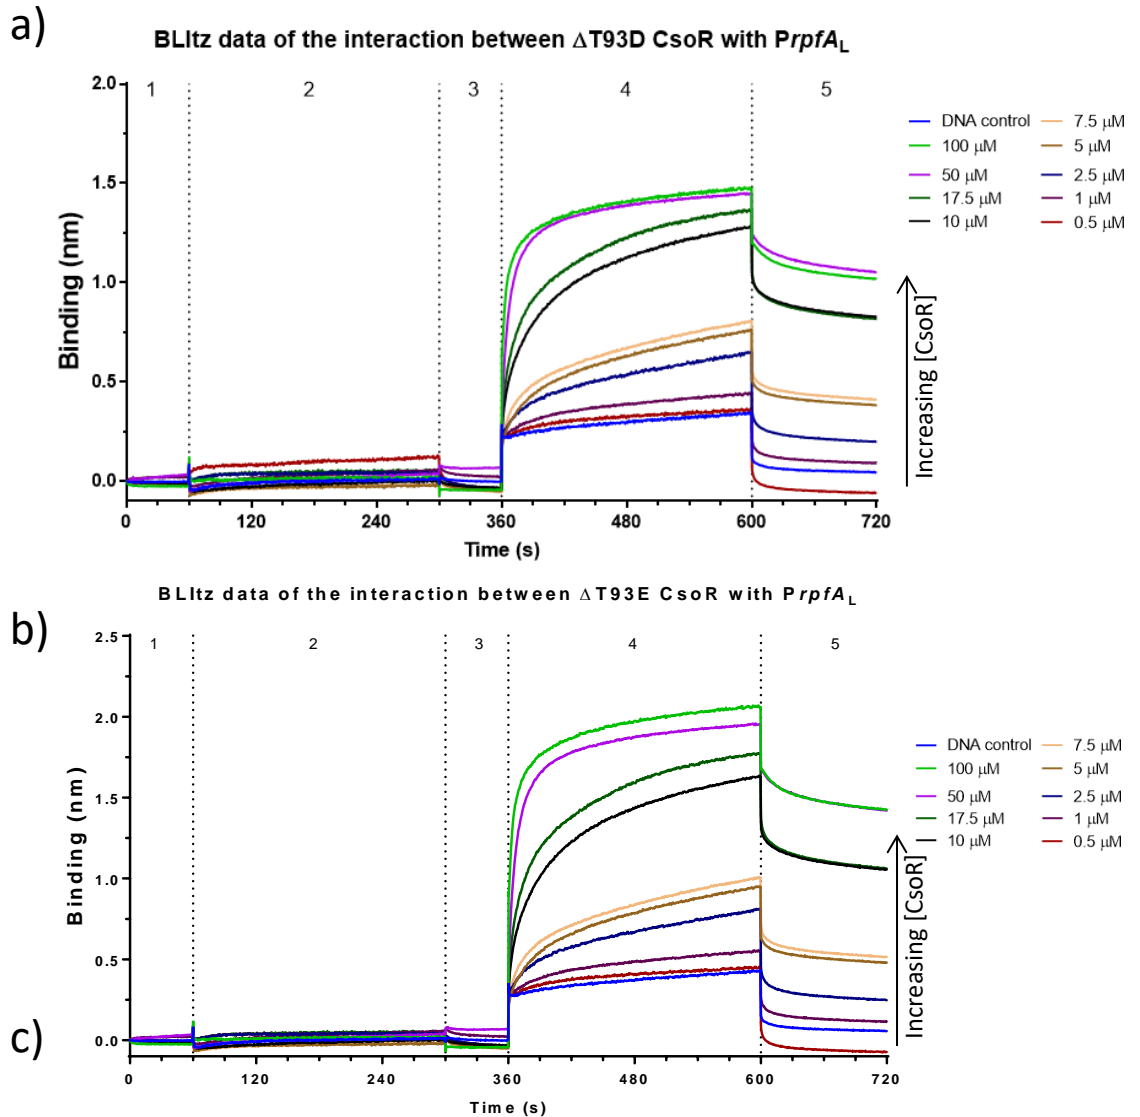 a)
BLItz data of the interaction between ΔT93D CsoR with PrpfAL
1 2 3 4 5
2.0
1.5
1.0
0.5
0.0
Binding (nm)
0 120 240 360 480 600 720
Time (s)
DNA control 7.5 μM
100 μM 5 μM
50 μM 2.5 μM
17.5 μM 1 μM
10 μM 0.5 μM
Increasing [CsoR]
b)
BLItz data of the interaction between ΔT93E CsoR with PrpfAL
1 2 3 4 5
2.5
2.0
1.5
1.0
0.5
0.0
Binding (nm)
0 120 240 360 480 600 720
Time (s)
DNA control 7.5 μM
100 μM 5 μM
50 μM 2.5 μM
17.5 μM 1 μM
10 μM 0.5 μM
Increasing [CsoR]
c)